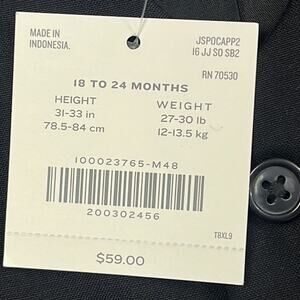 MADE IN
INDONESIA.
JSPOCAPP2
16 JJ SO SB2
RN 70530
18 TO 24 MONTHS
HEIGHT
31-33 in
78.5-84 cm
WEIGHT
27-30 lb
12-13.5 kg
100023765-M48
200302456
TBXL9
$59.00